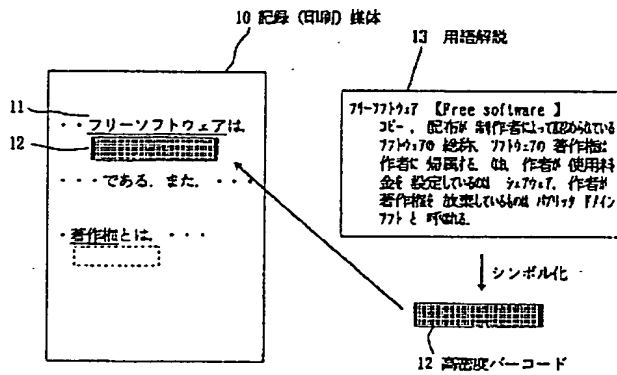 10 記録（印刷）媒体
11
・・フリーソフトウェアは、
12
・・・・である．また．・・・・
・著作権とは、・・・
13 用語解説
フリーソフトウェア 【Free software 】
コピー，配布が 制作者によって認められている
ソフトウェアの 総称．ソフトウェアの 著作権は
作者に 帰属する．なお，作者が 使用料
金を 設定しているのは シェアウェア，作者が
著作権を 放棄しているものは パブリック ドメイン
ソフト と 呼ばれる．
シンボル化
12 高密度バーコード